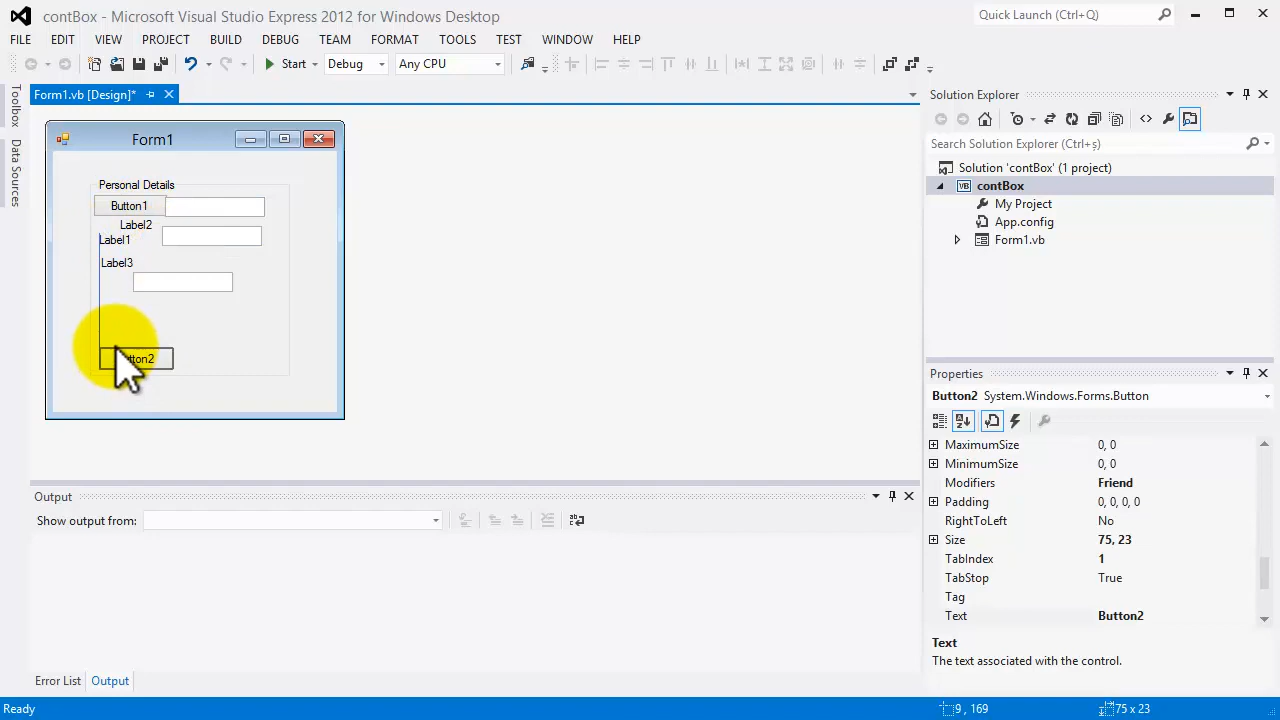 contBox - Microsoft Visual Studio Express 2012 for Windows Desktop
Quick Launch (Ctrl+Q)
FILE EDIT VIEW PROJECT BUILD DEBUG TEAM FORMAT TOOLS TEST WINDOW HELP
Start Debug Any CPU
Toolbox
Data Sources
Form1.vb [Design]*
Form1
Personal Details
Button1
Label2
Label1
Label3
tton2
Output
Show output from:
Error List Output
Solution Explorer
Search Solution Explorer (Ctrl+ş)
Solution 'contBox' (1 project)
VB contBox
My Project
App.config
Form1.vb
Properties
Button2 System.Windows.Forms.Button
MaximumSize 0, 0
MinimumSize 0, 0
Modifiers Friend
Padding 0, 0, 0, 0
RightToLeft No
Size 75, 23
TabIndex 1
TabStop True
Tag
Text Button2
Text
The text associated with the control.
Ready 9 , 169 75 x 23